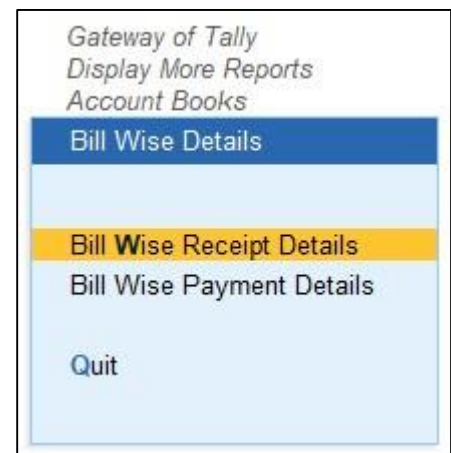 Gateway of Tally
Display More Reports
Account Books
Bill Wise Details
Bill Wise Receipt Details
Bill Wise Payment Details
Quit